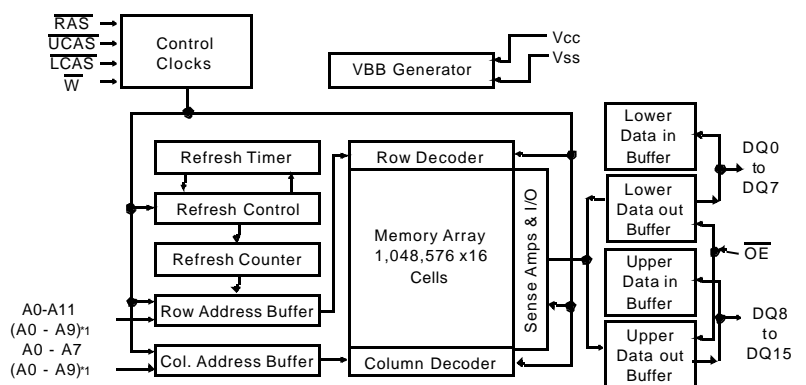 RAS
UCAS
LCAS
W
Control
Clocks
VBB Generator
Vcc
Vss
Refresh Timer
Refresh Control
Refresh Counter
Row Address Buffer
Col. Address Buffer
A0-A11
(A0 - A9)*1
A0 - A7
(A0 - A9)*1
Row Decoder
Memory Array
1,048,576 x16
Cells
Column Decoder
Sense Amps & I/O
Lower
Data in
Buffer
Lower
Data out
Buffer
Upper
Data in
Buffer
Upper
Data out
Buffer
DQ0
to
DQ7
OE
DQ8
to
DQ15